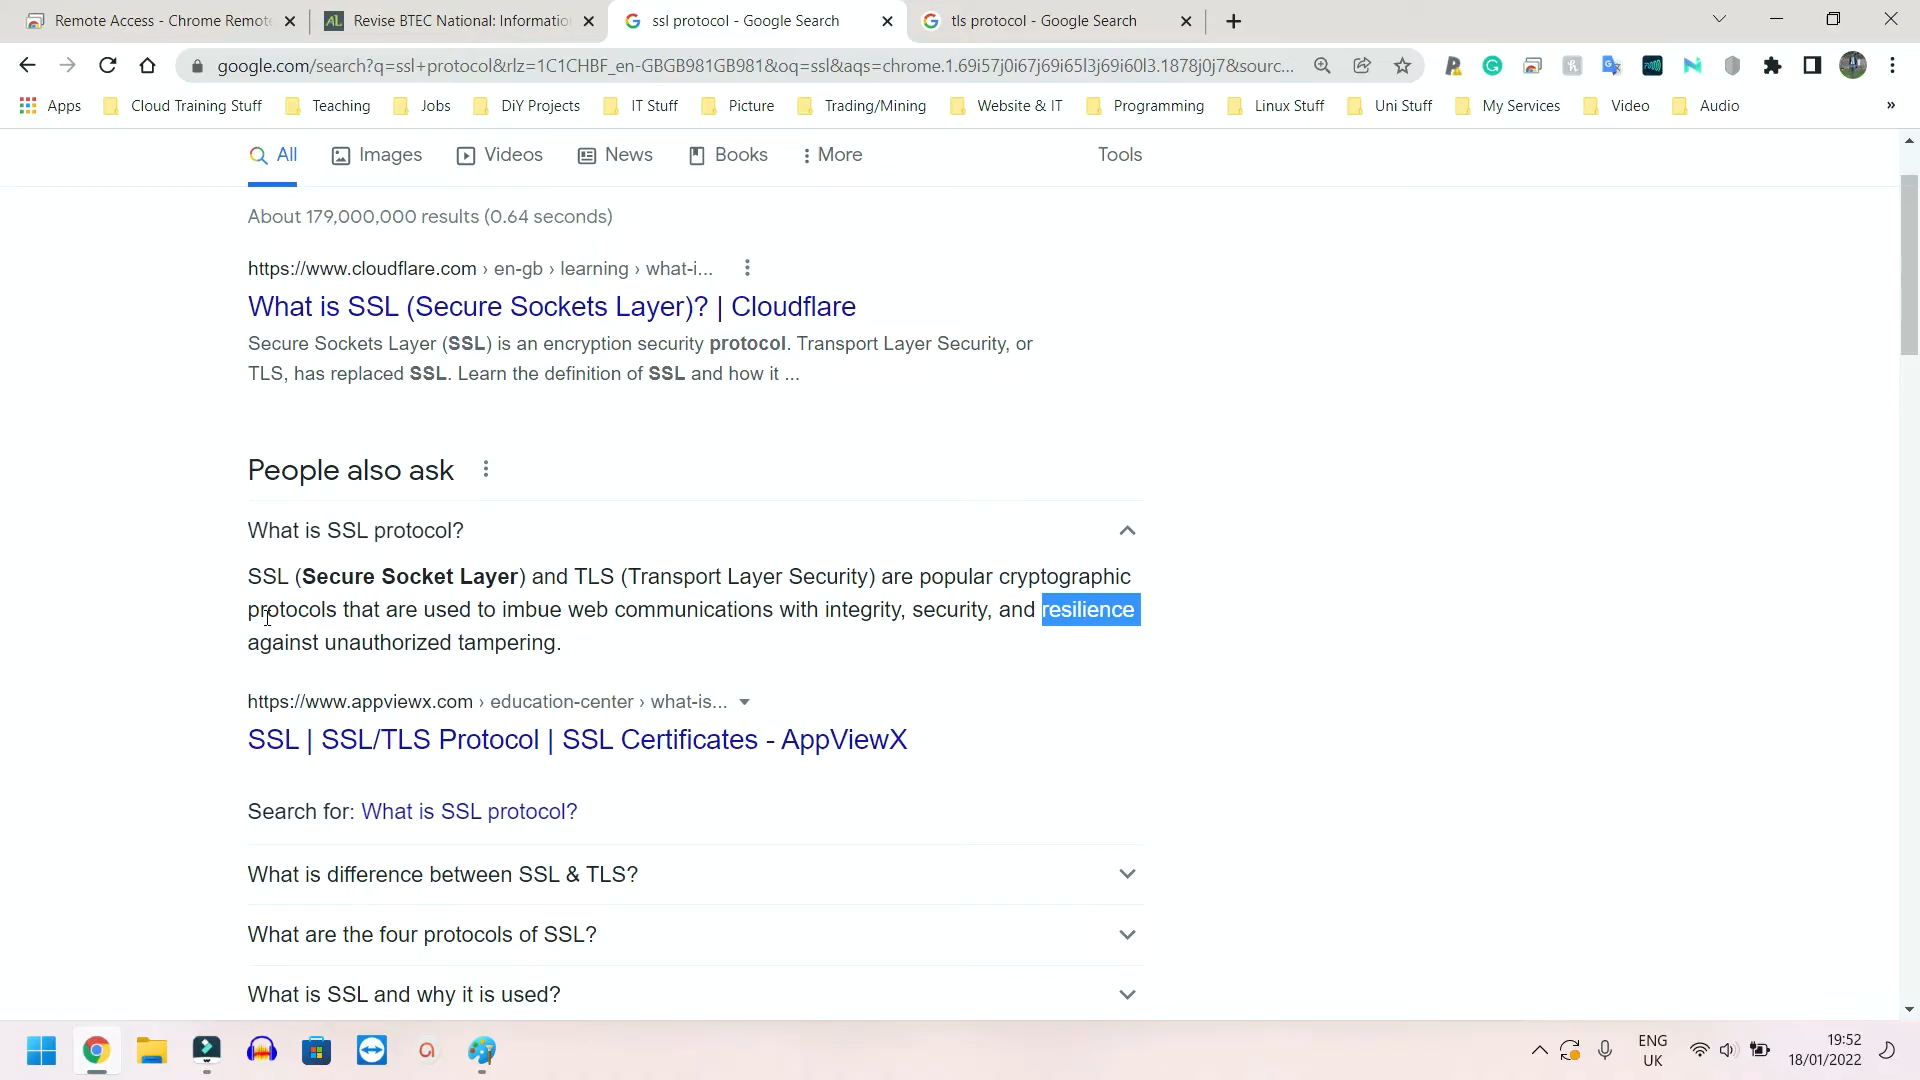 Remote Access - Chrome Remote
Revise BTEC National: Informatio
ssl protocol - Google Search
tls protocol - Google Search
google.com/search?q=ssl+protocol&rlz=1C1CHBF_en-GBGB981GB981&oq=ssl&aqs=chrome.1.69i57j0i67j69i65l3j69i60l3.1878j0j7&sourc...
Apps
Cloud Training Stuff
Teaching
Jobs
DiY Projects
IT Stuff
Picture
Trading/Mining
Website & IT
Programming
Linux Stuff
Uni Stuff
My Services
Video
Audio
»
All
Images
Videos
News
Books
More
Tools
About 179,000,000 results (0.64 seconds)
https://www.cloudflare.com › en-gb › learning › what-i...
What is SSL (Secure Sockets Layer)? | Cloudflare
Secure Sockets Layer (SSL) is an encryption security protocol. Transport Layer Security, or
TLS, has replaced SSL. Learn the definition of SSL and how it ...
People also ask
What is SSL protocol?
SSL (Secure Socket Layer) and TLS (Transport Layer Security) are popular cryptographic
protocols that are used to imbue web communications with integrity, security, and resilience
against unauthorized tampering.
https://www.appviewx.com › education-center › what-is...
SSL | SSL/TLS Protocol | SSL Certificates - AppViewX
Search for: What is SSL protocol?
What is difference between SSL & TLS?
What are the four protocols of SSL?
What is SSL and why it is used?
ENG
UK
19:52
18/01/2022